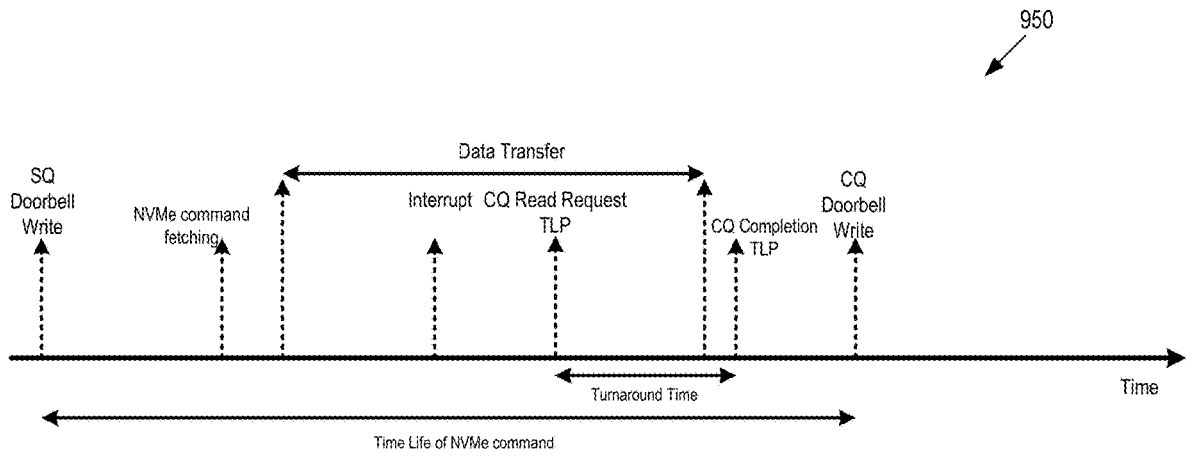 950
Data Transfer
SQ
Doorbell
Write
NVMe command
fetching
Interrupt
CQ Read Request
TLP
CQ Completion
TLP
CQ
Doorbell
Write
Turnaround Time
Time
Time Life of NVMe command